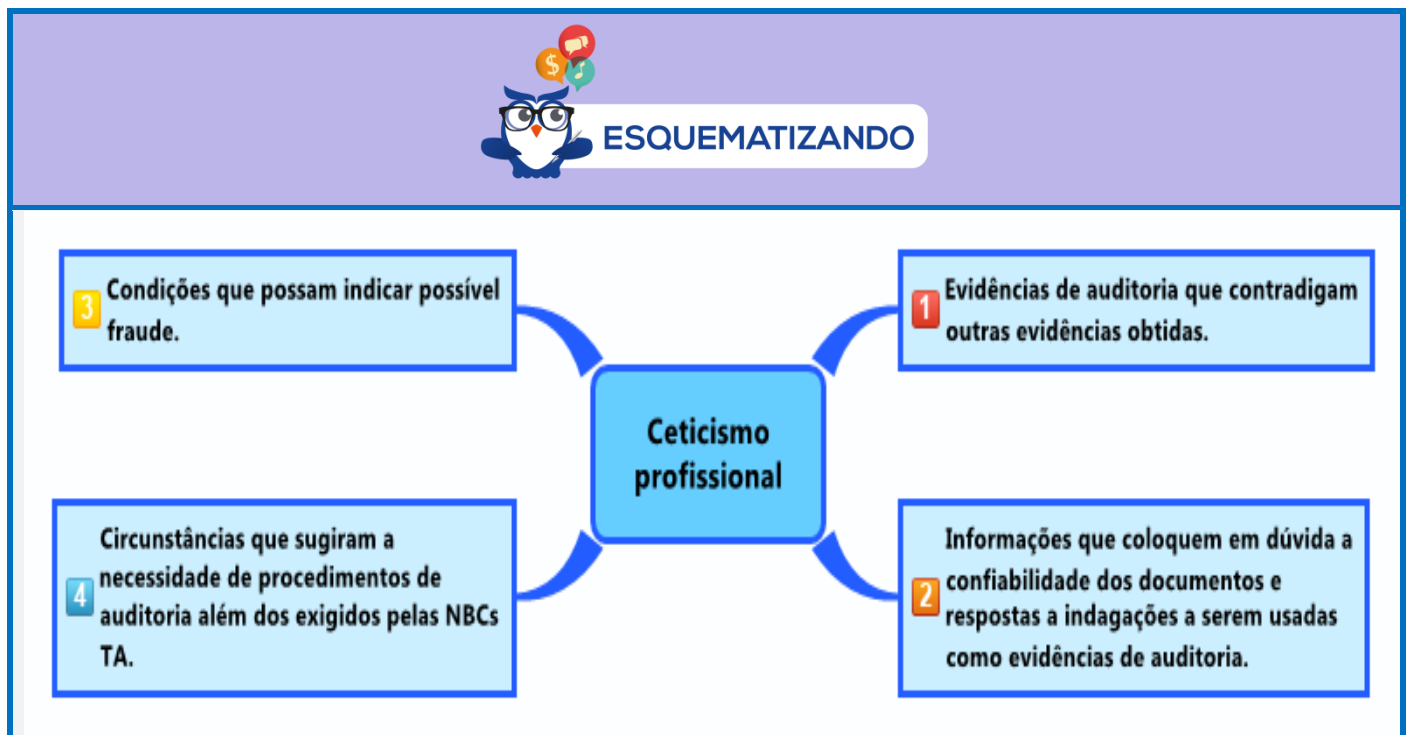 ESQUEMATIZANDO
1 Evidências de auditoria que contradigam
outras evidências obtidas.
2 Informações que coloquem em dúvida a
confiabilidade dos documentos e
respostas a indagações a serem usadas
como evidências de auditoria.
3 Condições que possam indicar possível
fraude.
4 Circunstâncias que sugiram a
necessidade de procedimentos de
auditoria além dos exigidos pelas NBCs
TA.
Ceticismo
profissional